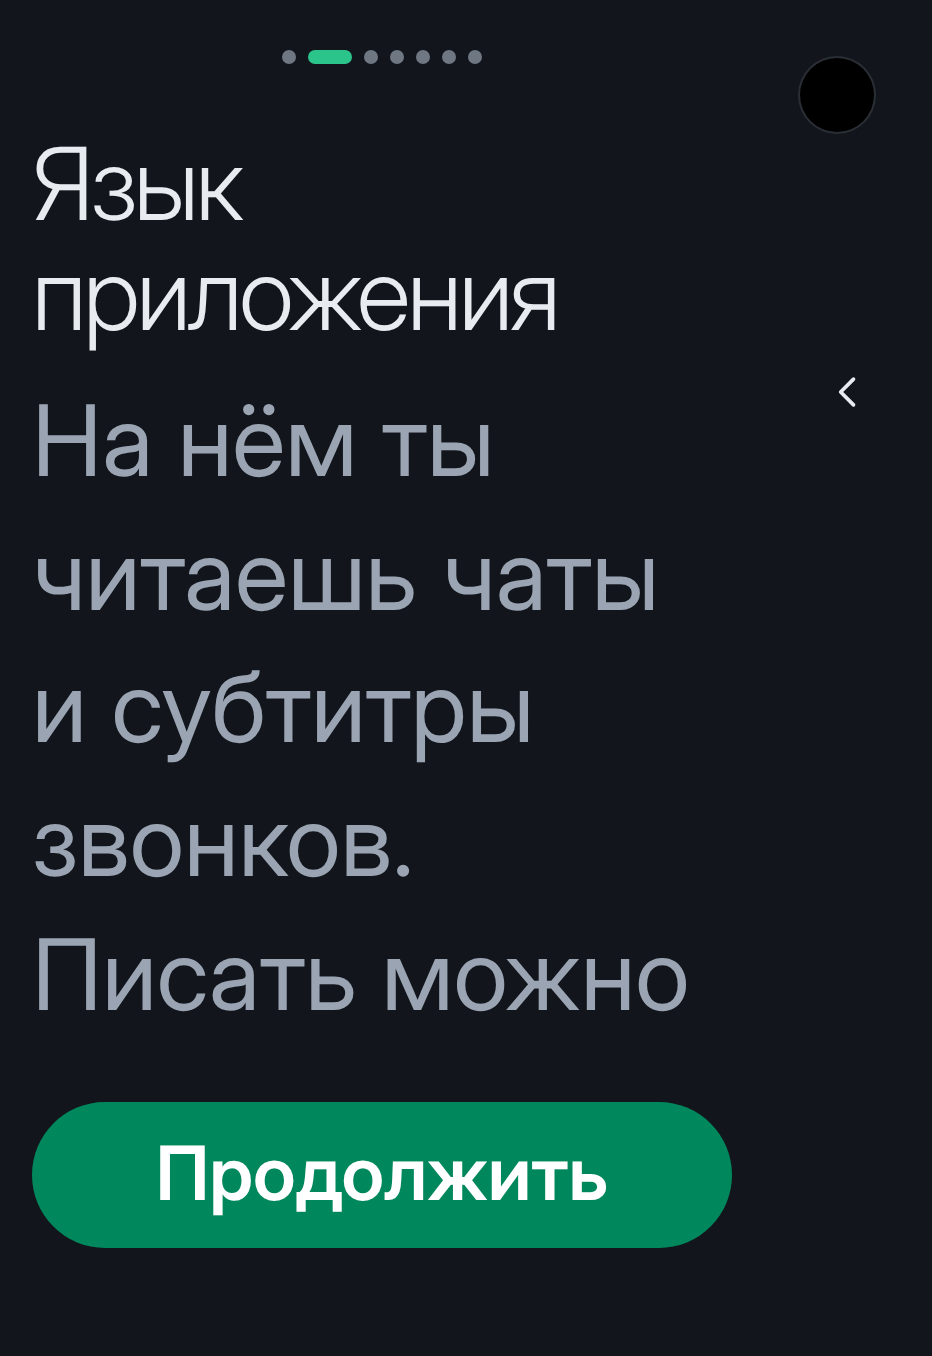 Язык
приложения
На нём ты
читаешь чаты
и субтитры
звонков.
Писать можно
Продолжить